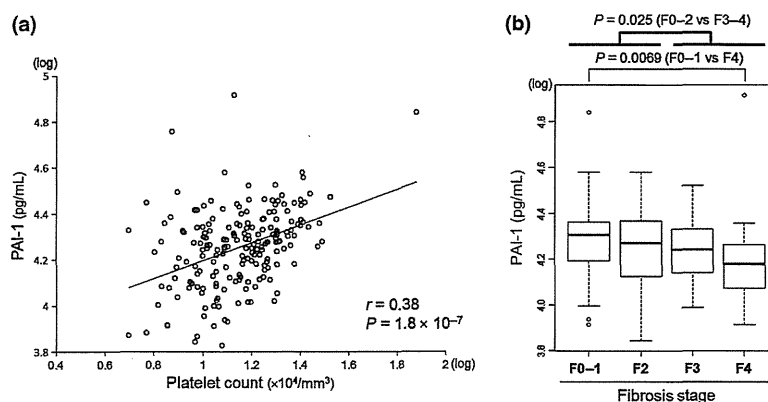 (a)
(log)
5
4.8
4.6
4.4
4.2
4
3.8
PAI-1 (pg/mL)
r = 0.38
P = 1.8 × 10⁻⁷
0.4 0.6 0.8 1.0 1.2 1.4 1.6 1.8 2 (log)
Platelet count (×10⁴/mm³)
(b)
P = 0.025 (F0–2 vs F3–4)
P = 0.0069 (F0–1 vs F4)
(log)
4.8
4.6
4.4
4.2
4.0
3.8
PAI-1 (pg/mL)
F0–1 F2 F3 F4
Fibrosis stage